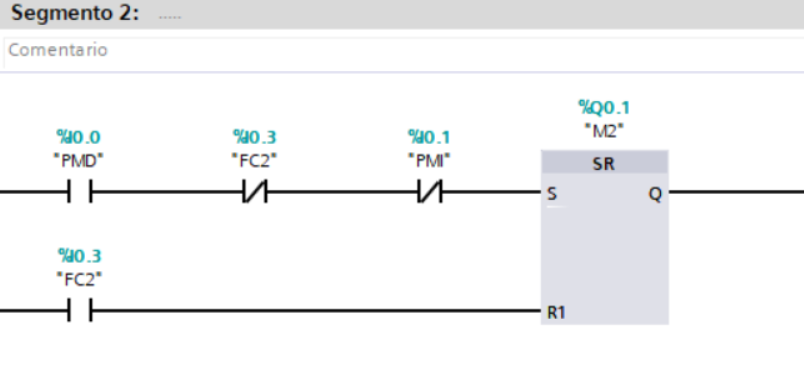 Segmento 2: .....
Comentario
%Q0.1
"M2"
%I0.0
"PMD"
%I0.3
"FC2"
%I0.1
"PMI"
SR
S
Q
%I0.3
"FC2"
R1